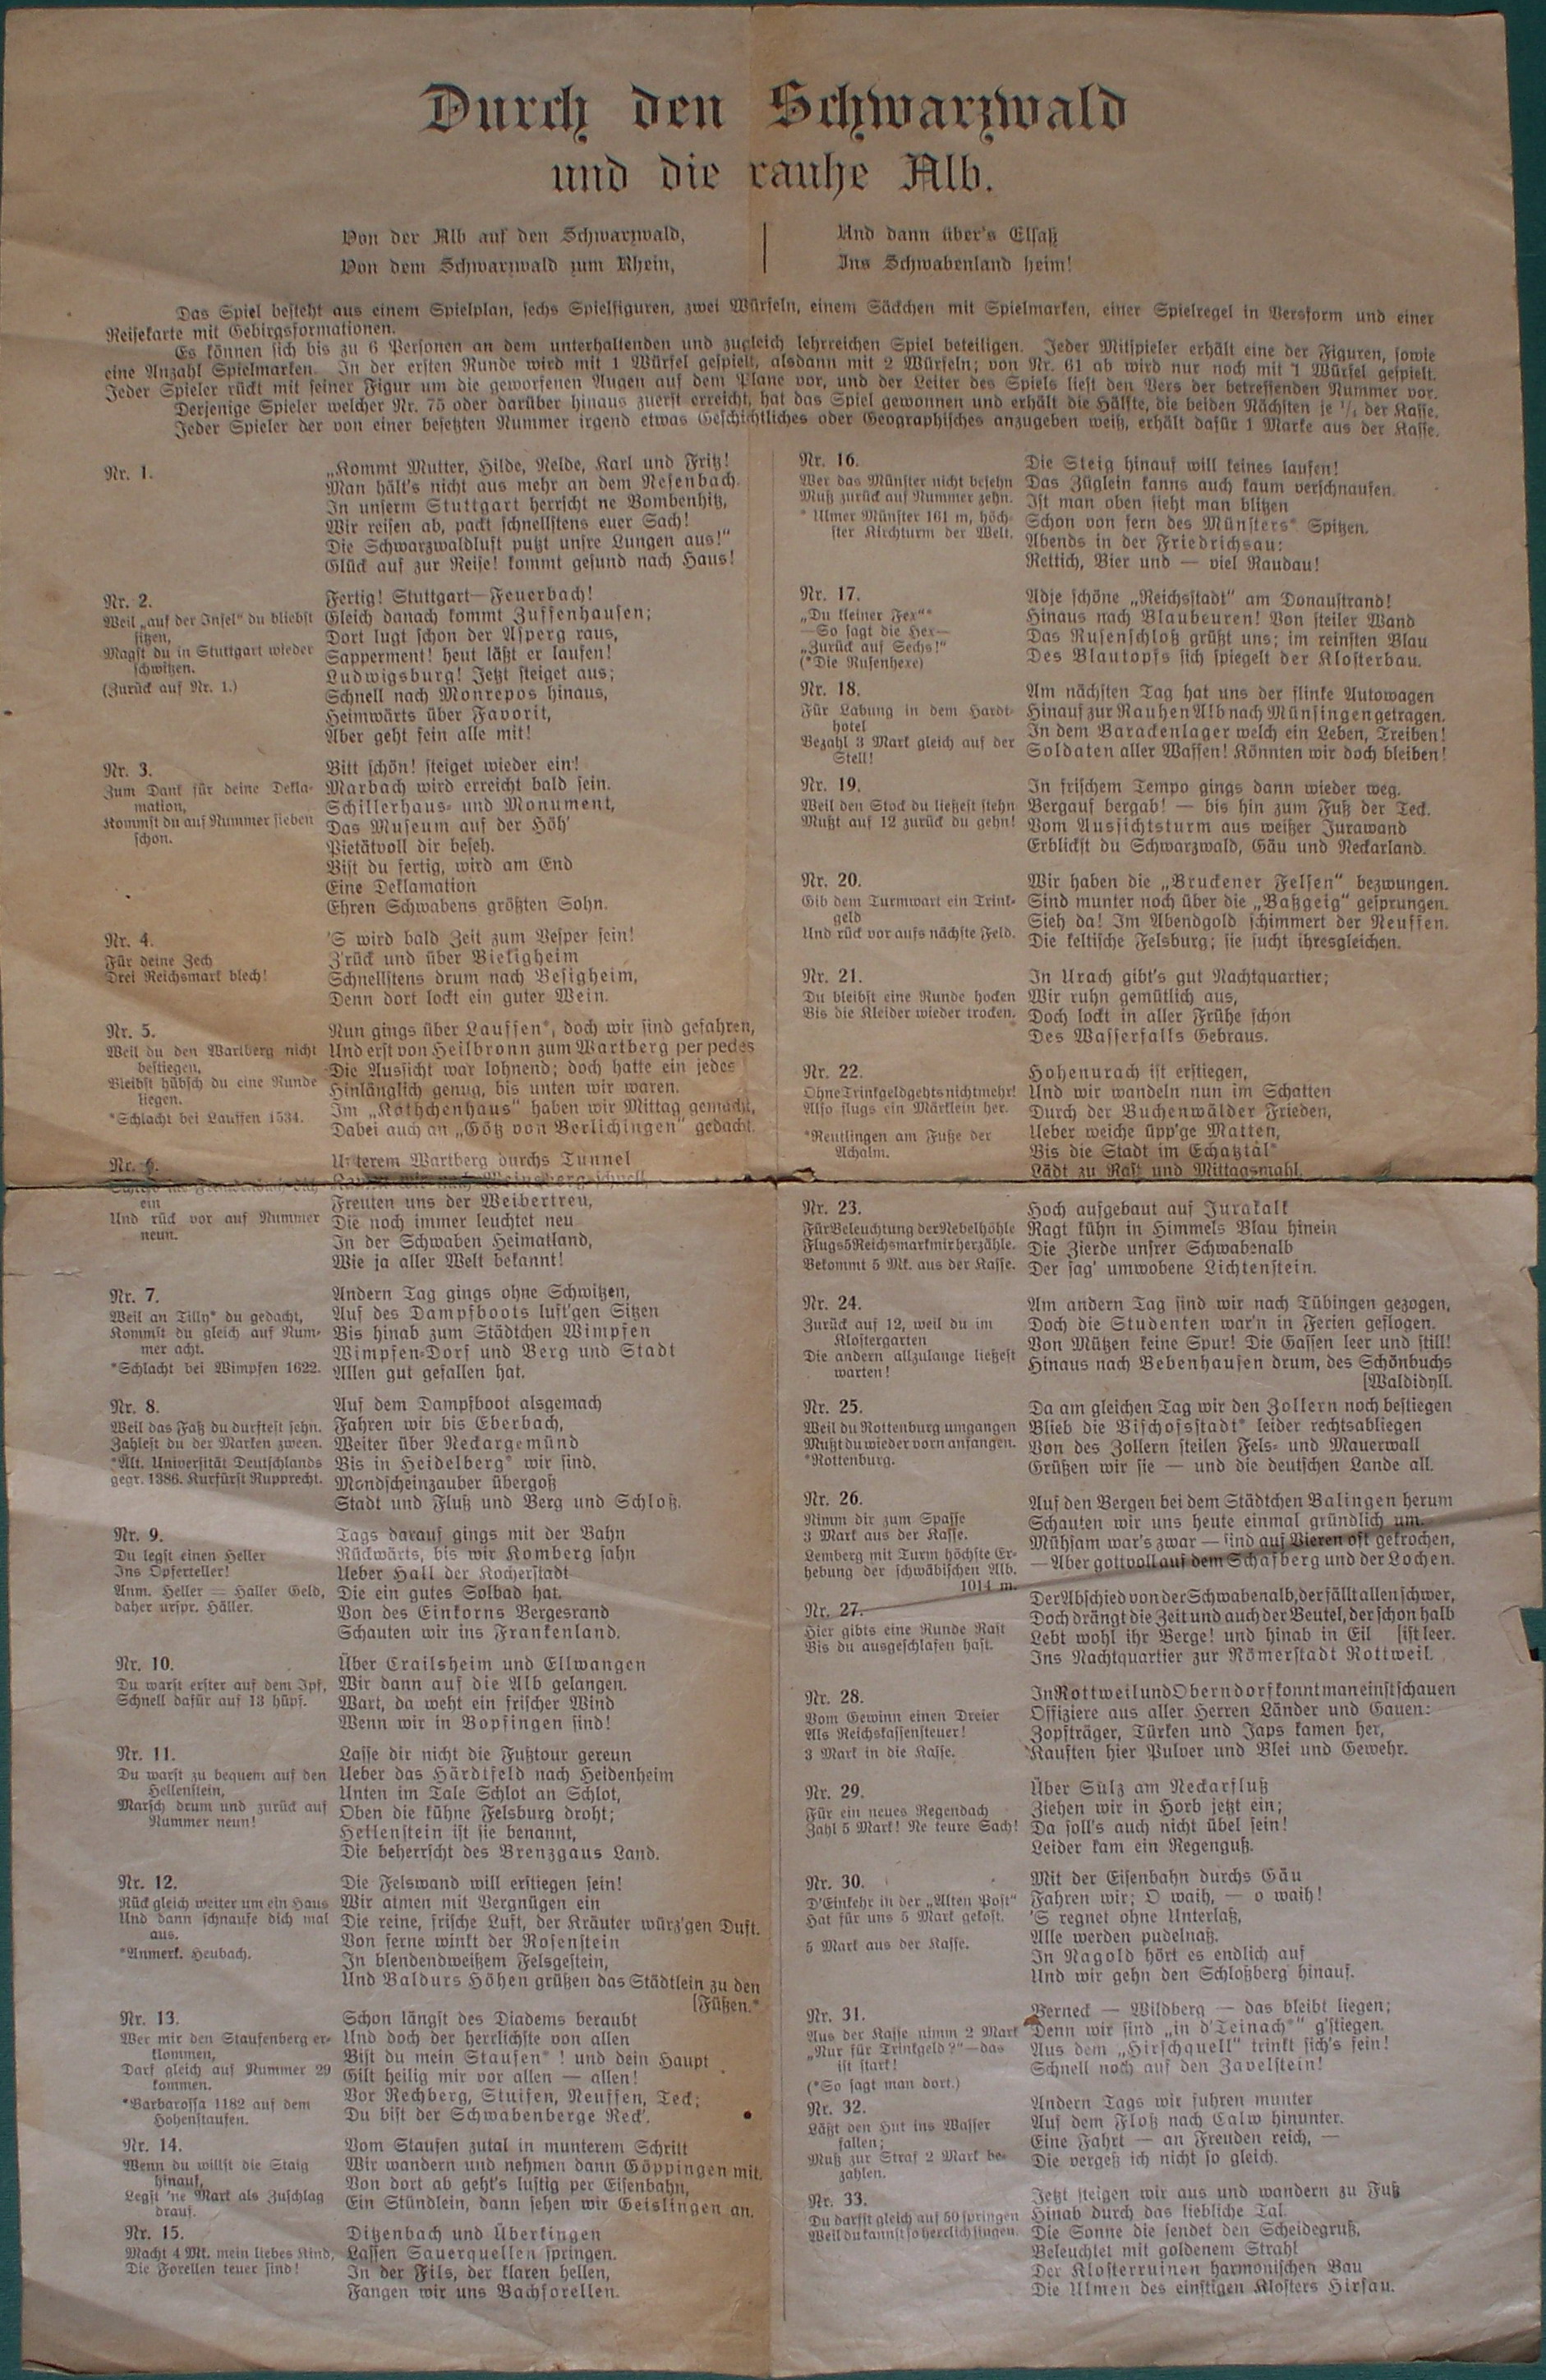 Durch den Schwarzwald
und die rauhe Alb.
Von der Alb auf den Schwarzwald,
Von dem Schwarzwald zum Rhein,
Und dann über's Elsaß
Ins Schwabenland heim!
Das Spiel besteht aus einem Spielplan, sechs Spielfiguren, zwei Würfeln, einem Säckchen mit Spielmarken, einer Spielregel in Versform und einer
Reisekarte mit Gebirgsformationen.
Es können sich bis zu 6 Personen an dem unterhaltenden und zugleich lehrreichen Spiel beteiligen. Jeder Mitspieler erhält eine der Figuren, sowie
eine Anzahl Spielmarken. In der ersten Runde wird mit 1 Würfel gespielt, alsdann mit 2 Würfeln; von Nr. 61 ab wird nur noch mit 1 Würfel gespielt.
Jeder Spieler rückt mit seiner Figur um die geworfenen Augen auf dem Plane vor, und der Leiter des Spiels liest den Vers der betreffenden Nummer vor.
Derjenige Spieler welcher Nr. 75 oder darüber hinaus zuerst erreicht, hat das Spiel gewonnen und erhält die Hälfte, die beiden Nächsten je der Kasse.
Jeder Spieler der von einer besetzten Nummer irgend etwas Geschichtliches oder Geographisches anzugeben weiß, erhält dafür 1 Marke aus der Kasse.
Nr. 1.
„Kommt Mutter, Hilde, Nelde, Karl und Fritz!
Man hält's nicht aus mehr an dem Nesenbach.
In unserm Stuttgart herrscht ne Bombenhitz,
Wir reisen ab, packt schnellstens euer Sach!
Die Schwarzwaldluft putzt unsre Lungen aus!"
Glück auf zur Reise! kommt gesund nach Haus!
Nr. 2.
Weil „auf der Insel" du bliebst
sitzen,
Magst du in Stuttgart wieder
schwitzen.
(Zurück auf Nr. 1.)
Fertig! Stuttgart—Feuerbach!
Gleich danach kommt Zuffenhausen;
Dort lugt schon der Asperg raus,
Sapperment! heut läßt er laufen!
Ludwigsburg! Jetzt steiget aus;
Schnell nach Monrepos hinaus,
Heimwärts über Favorit,
Aber geht fein alle mit!
Nr. 3.
Zum Dank für deine Dekla-
mation,
Kommst du auf Nummer sieben
schon.
Bitt schön! steiget wieder ein!
Marbach wird erreicht bald sein.
Schillerhaus- und Monument,
Das Museum auf der Höh'
Pietätvoll dir beseh.
Bist du fertig, wird am End
Eine Deklamation
Ehren Schwabens größten Sohn.
Nr. 4.
Für deine Zech
Drei Reichsmark blech!
'S wird bald Zeit zum Vesper sein!
Z'rück und über Bietigheim
Schnellstens drum nach Besigheim,
Denn dort lockt ein guter Wein.
Nr. 5.
Weil du den Wartberg nicht
bestiegen,
Bleibst hübsch du eine Runde
liegen.
*Schlacht bei Lauffen 1534.
Nun gings über Lauffen*, doch wir sind gefahren,
Und erst von Heilbronn zum Wartberg per pedes
Die Aussicht war lohnend; doch hatte ein jedes
Hinlänglich genug, bis unten wir waren.
Im „Käthchenhaus" haben wir Mittag gemacht,
Dabei auch an „Götz von Berlichingen" gedacht.
Nr. 6.
ein
Und rück vor auf Nummer
neun.
Unterem Wartberg durchs Tunnel
Weinsberg schnell
Freuten uns der Weibertreu,
Die noch immer leuchtet neu
In der Schwaben Heimatland,
Wie ja aller Welt bekannt!
Nr. 7.
Weil an Tilly* du gedacht,
Kommst du gleich auf Num-
mer acht.
*Schlacht bei Wimpfen 1622.
Andern Tag gings ohne Schwitzen,
Auf des Dampfboots luft'gen Sitzen
Bis hinab zum Städtchen Wimpfen
Wimpfen-Dorf und Berg und Stadt
Allen gut gefallen hat.
Nr. 8.
Weil das Faß du durftest sehn.
Zahlest du der Marken zween.
*Ält. Universität Deutschlands
gegr. 1386. Kurfürst Rupprecht.
Auf dem Dampfboot alsgemach
Fahren wir bis Eberbach,
Weiter über Neckargemünd
Bis in Heidelberg* wir sind.
Mondscheinzauber übergoß
Stadt und Fluß und Berg und Schloß.
Nr. 9.
Du legst einen Heller
Ins Opferteller!
Anm. Heller = Haller Geld,
daher urspr. Häller.
Tags darauf gings mit der Bahn
Rückwärts, bis wir Komberg sahn
Ueber Hall der Kocherstadt
Die ein gutes Solbad hat.
Von des Einkorns Bergesrand
Schauten wir ins Frankenland.
Nr. 10.
Du warst erster auf dem Ipf,
Schnell dafür auf 13 hüpf.
Über Crailsheim und Ellwangen
Wir dann auf die Alb gelangen.
Wart, da weht ein frischer Wind
Wenn wir in Bopfingen sind!
Nr. 11.
Du warst zu bequem auf den
Hellenstein,
Marsch drum und zurück auf
Nummer neun!
Lasse dir nicht die Fußtour gereun
Ueber das Härdtfeld nach Heidenheim
Unten im Tale Schlot an Schlot,
Oben die kühne Felsburg droht;
Hellenstein ist sie benannt,
Die beherrscht des Brenzgaus Land.
Nr. 12.
Rück gleich weiter um ein Haus
Und dann schnaufe dich mal
aus.
*Anmerk. Heubach.
Die Felswand will erstiegen sein!
Wir atmen mit Vergnügen ein
Die reine, frische Luft, der Kräuter würz'gen Duft.
Von ferne winkt der Rosenstein
In blendendweißem Felsgestein,
Und Baldurs Höhen grüßen das Städtlein zu den
[Füßen.*
Nr. 13.
Wer mir den Staufenberg er-
klommen,
Darf gleich auf Nummer 29
kommen.
*Barbarossa 1182 auf dem
Hohenstaufen.
Schon längst des Diadems beraubt
Und doch der herrlichste von allen
Bist du mein Staufen* ! und dein Haupt
Gilt heilig mir vor allen — allen!
Vor Rechberg, Stuifen, Neuffen, Teck;
Du bist der Schwabenberge Reck'.
Nr. 14.
Wenn du willst die Staig
hinauf,
Legst 'ne Mark als Zuschlag
drauf.
Vom Staufen zutal in munterem Schritt
Wir wandern und nehmen dann Göppingen mit.
Von dort ab geht's lustig per Eisenbahn,
Ein Stündlein, dann sehen wir Geislingen an.
Nr. 15.
Macht 4 Mk. mein liebes Kind,
Die Forellen teuer sind!
Ditzenbach und Überkingen
Lassen Sauerquellen springen.
In der Fils, der klaren hellen,
Fangen wir uns Bachforellen.
Nr. 16.
Wer das Münster nicht besehn
Muß zurück auf Nummer zehn.
* Ulmer Münster 161 m, höch-
ster Kirchturm der Welt.
Die Steig hinauf will keines laufen!
Das Züglein kanns auch kaum verschnaufen.
Ist man oben sieht man blitzen
Schon von fern des Münsters* Spitzen.
Abends in der Friedrichsau:
Rettich, Bier und — viel Raudau!
Nr. 17.
„Du kleiner Fex"*
—So sagt die Hex—
„Zurück auf Sechs!"
(*Die Rusenhexe)
Adje schöne „Reichsstadt" am Donaustrand!
Hinaus nach Blaubeuren! Von steiler Wand
Das Rusenschloß grüßt uns; im reinsten Blau
Des Blautopfs sich spiegelt der Klosterbau.
Nr. 18.
Für Labung in dem Hardt-
hotel
Bezahl 3 Mark gleich auf der
Stell!
Am nächsten Tag hat uns der flinke Autowagen
Hinauf zur Rauhen Alb nach Münsingen getragen.
In dem Barackenlager welch ein Leben, Treiben!
Soldaten aller Waffen! Könnten wir doch bleiben!
Nr. 19.
Weil den Stock du ließest stehn
Mußt auf 12 zurück du gehn!
In frischem Tempo gings dann wieder weg.
Bergauf bergab! — bis hin zum Fuß der Teck.
Vom Aussichtsturm aus weißer Jurawand
Erblickst du Schwarzwald, Gäu und Neckarland.
Nr. 20.
Gib dem Turmwart ein Trink-
geld
Und rück vor aufs nächste Feld.
Wir haben die „Bruckener Felsen" bezwungen.
Sind munter noch über die „Baßgeig" gesprungen.
Sieh da! Im Abendgold schimmert der Neuffen.
Die keltische Felsburg; sie sucht ihresgleichen.
Nr. 21.
Du bleibst eine Runde hocken
Bis die Kleider wieder trocken.
In Urach gibt's gut Nachtquartier;
Wir ruhn gemütlich aus,
Doch lockt in aller Frühe schon
Des Wasserfalls Gebraus.
Nr. 22.
Ohne Trinkgeld gehts nicht mehr!
Also flugs ein Märklein her.
*Reutlingen am Fuße der
Achalm.
Hohenurach ist erstiegen,
Und wir wandeln nun im Schatten
Durch der Buchenwälder Frieden,
Ueber weiche üpp'ge Matten,
Bis die Stadt im Echatztal*
Lädt zu Rast und Mittagsmahl.
Nr. 23.
Für Beleuchtung der Nebelhöhle
Flugs 5 Reichsmark mir herzähle.
Bekommt 5 Mk. aus der Kasse.
Hoch aufgebaut auf Jurakalk
Ragt kühn in Himmels Blau hinein
Die Zierde unsrer Schwabenalb
Der sag' umwobene Lichtenstein.
Nr. 24.
Zurück auf 12, weil du im
Klostergarten
Die andern allzulange ließest
warten!
Am andern Tag sind wir nach Tübingen gezogen,
Doch die Studenten war'n in Ferien geflogen.
Von Mützen keine Spur! Die Gassen leer und still!
Hinaus nach Bebenhausen drum, des Schönbuchs
[Waldidyll.
Nr. 25.
Weil du Rottenburg umgangen
Mußt du wieder vorn anfangen.
*Rottenburg.
Da am gleichen Tag wir den Zollern noch bestiegen
Blieb die Bischofsstadt* leider rechtsabliegen
Von des Zollern steilen Fels- und Mauerwall
Grüßen wir sie — und die deutschen Lande all.
Nr. 26.
Nimm dir zum Spasse
3 Mark aus der Kasse.
Lemberg mit Turm höchste Er-
hebung der schwäbischen Alb.
1014 m.
Auf den Bergen bei dem Städtchen Balingen herum
Schauten wir uns heute einmal gründlich um.
Mühsam war's zwar — sind auf Vieren oft gekrochen,
— Aber gottvoll auf dem Schafberg und der Lochen.
Nr. 27.
Hier gibts eine Runde Rast
Bis du ausgeschlafen hast.
Der Abschied von der Schwabenalb, der fällt allen schwer,
Doch drängt die Zeit und auch der Beutel, der schon halb
Lebt wohl ihr Berge! und hinab in Eil [ist leer.
Ins Nachtquartier zur Römerstadt Rottweil.
Nr. 28.
Vom Gewinn einen Dreier
Als Reichskassensteuer!
3 Mark in die Kasse.
In Rottweil und Oberndorf konnt man einst schauen
Offiziere aus aller Herren Länder und Gauen:
Zopfträger, Türken und Japs kamen her,
Kauften hier Pulver und Blei und Gewehr.
Nr. 29.
Für ein neues Regendach
Zahl 5 Mark! Ne teure Sach!
Über Sulz am Neckarfluß
Ziehen wir in Horb jetzt ein;
Da soll's auch nicht übel sein!
Leider kam ein Regenguß.
Nr. 30.
D'Einkehr in der „Alten Post"
Hat für uns 5 Mark gekost.
5 Mark aus der Kasse.
Mit der Eisenbahn durchs Gäu
Fahren wir; O waih, — o waih!
'S regnet ohne Unterlaß,
Alle werden pudelnaß.
In Nagold hört es endlich auf
Und wir gehn den Schloßberg hinauf.
Nr. 31.
Aus der Kasse nimm 2 Mark
„Nur für Trinkgeld?"—das
ist stark!
(*So sagt man dort.)
Berneck — Wildberg — das bleibt liegen;
Denn wir sind „in d'Teinach*" g'stiegen.
Aus dem „Hirschquell" trinkt sich's fein!
Schnell noch auf den Zavelstein!
Nr. 32.
Läßt den Hut ins Wasser
fallen;
Muß zur Straf 2 Mark be-
zahlen.
Andern Tags wir fuhren munter
Auf dem Floß nach Calw hinunter.
Eine Fahrt — an Freuden reich, —
Die vergeß ich nicht so gleich.
Nr. 33.
Du darfst gleich auf 50 springen
Weil du kannst so herrlich singen.
Jetzt steigen wir aus und wandern zu Fuß
Hinab durch das liebliche Tal.
Die Sonne die sendet den Scheidegruß,
Beleuchtet mit goldenem Strahl
Der Klosterruinen harmonischen Bau
Die Ulmen des einstigen Klosters Hirsau.